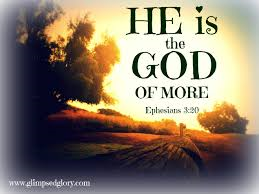 HE is
the
GOD
OF MORE
Ephesians 3:20
www.glimpsedglory.com